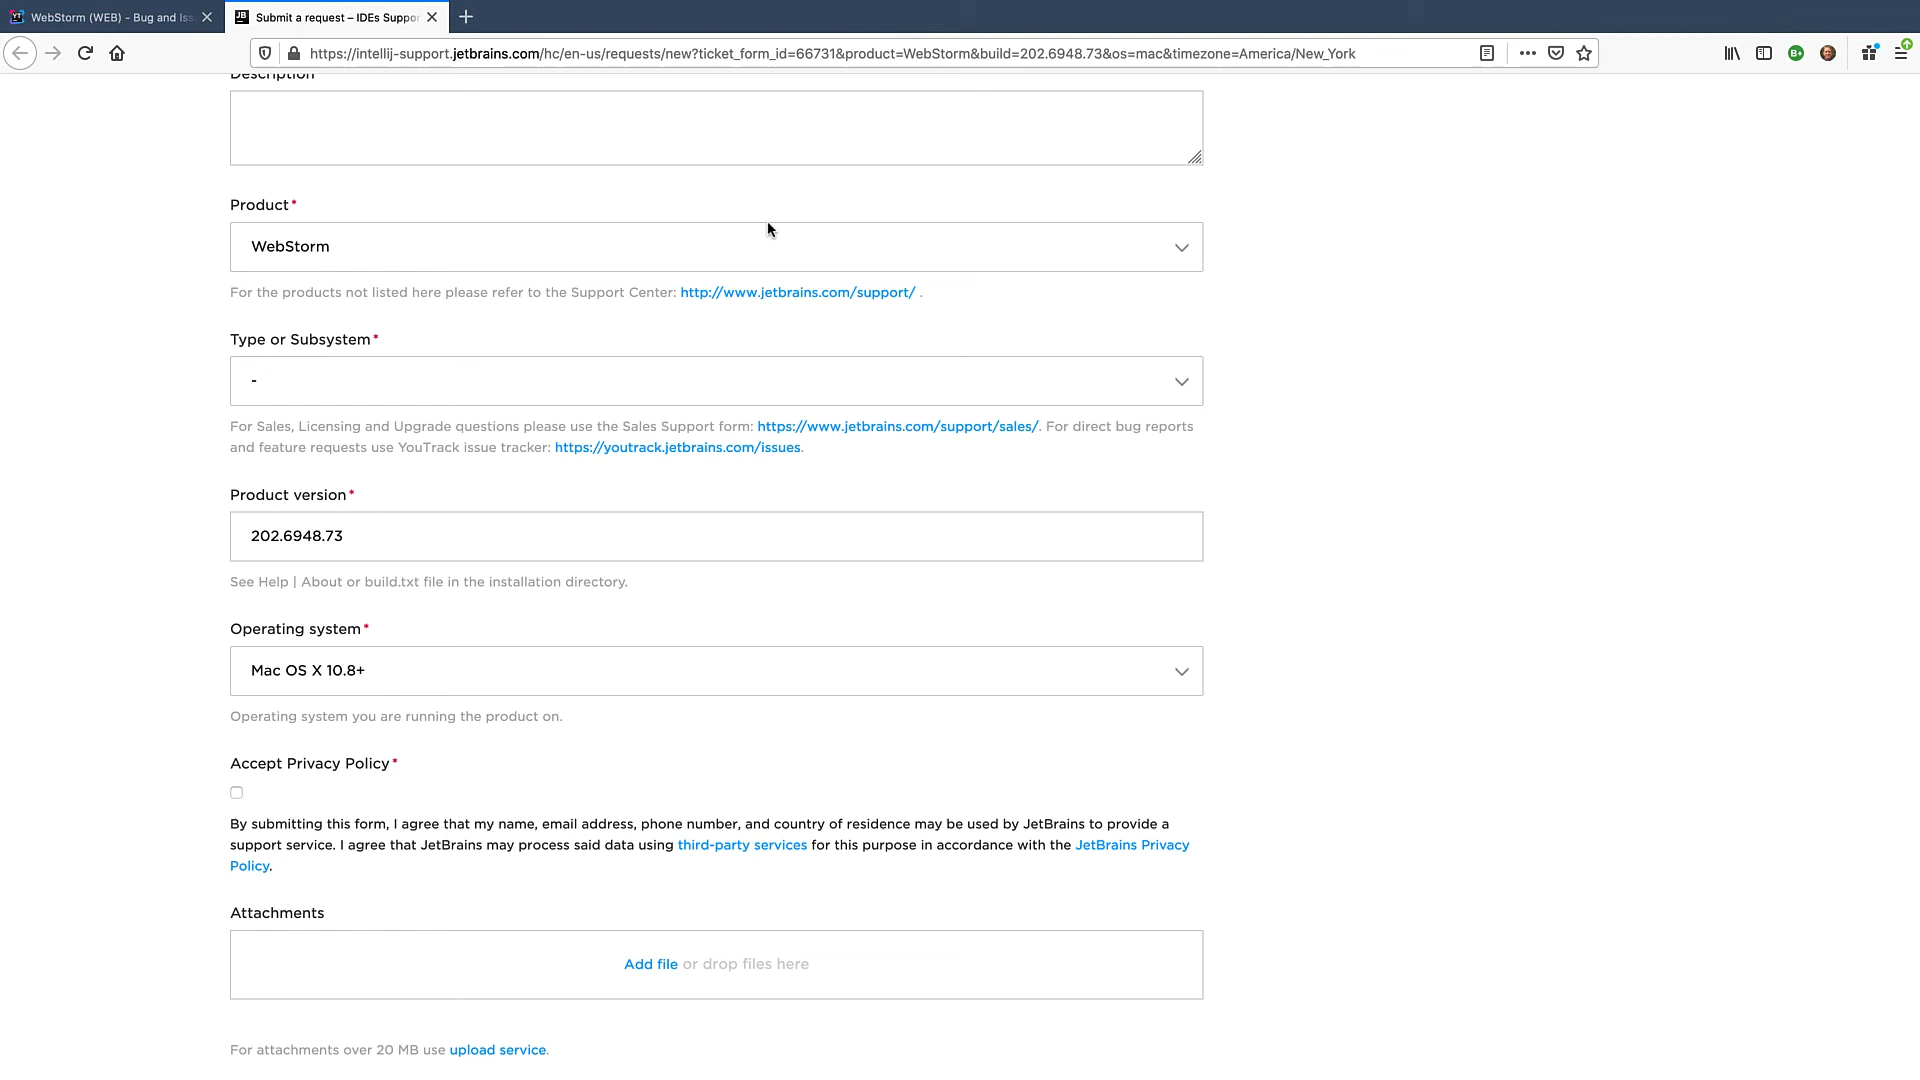 WebStorm (WEB) - Bug and Iss
Submit a request – IDEs Suppo
https://intellij-support.jetbrains.com/hc/en-us/requests/new?ticket_form_id=66731&product=WebStorm&build=202.6948.73&os=mac&timezone=America/New_York
Description
Product*
WebStorm
For the products not listed here please refer to the Support Center: http://www.jetbrains.com/support/ .
Type or Subsystem*
-
For Sales, Licensing and Upgrade questions please use the Sales Support form: https://www.jetbrains.com/support/sales/. For direct bug reports
and feature requests use YouTrack issue tracker: https://youtrack.jetbrains.com/issues.
Product version*
202.6948.73
See Help | About or build.txt file in the installation directory.
Operating system*
Mac OS X 10.8+
Operating system you are running the product on.
Accept Privacy Policy*
By submitting this form, I agree that my name, email address, phone number, and country of residence may be used by JetBrains to provide a
support service. I agree that JetBrains may process said data using third-party services for this purpose in accordance with the JetBrains Privacy
Policy.
Attachments
Add file or drop files here
For attachments over 20 MB use upload service.